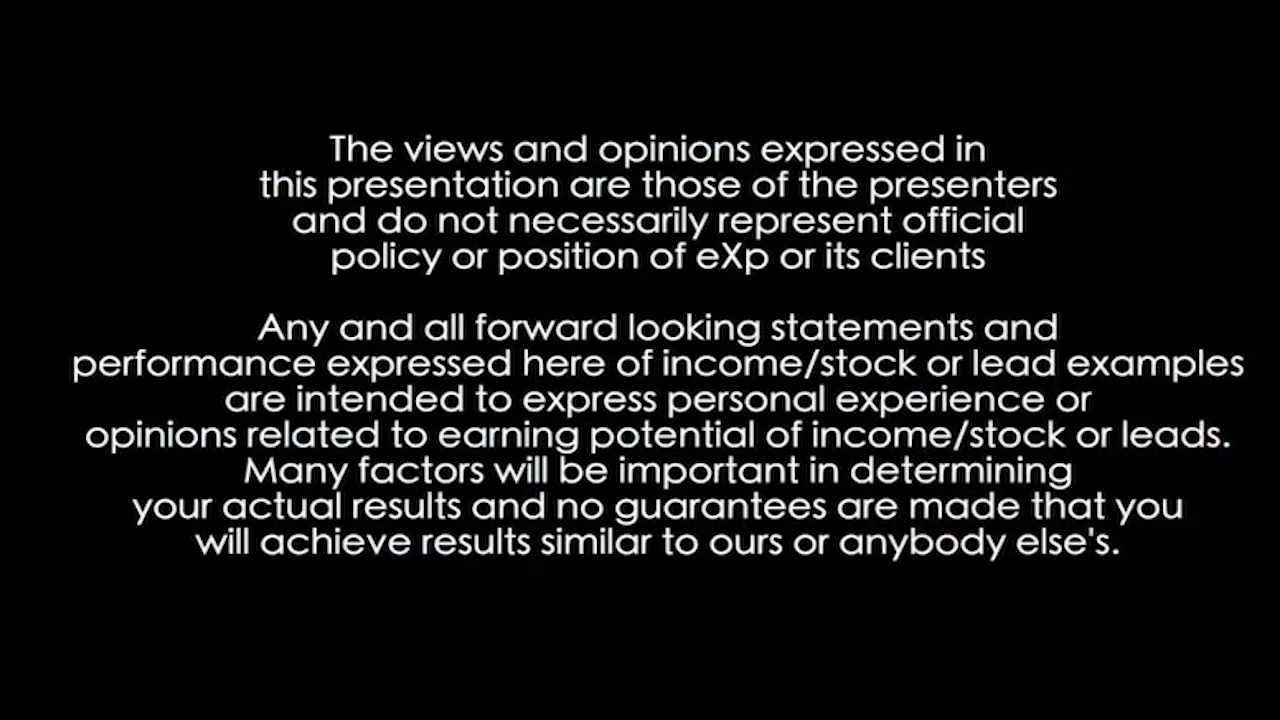 The views and opinions expressed in
this presentation are those of the presenters
and do not necessarily represent official
policy or position of eXp or its clients
Any and all forward looking statements and
performance expressed here of income/stock or lead examples
are intended to express personal experience or
opinions related to earning potential of income/stock or leads.
Many factors will be important in determining
your actual results and no guarantees are made that you
will achieve results similar to ours or anybody else's.